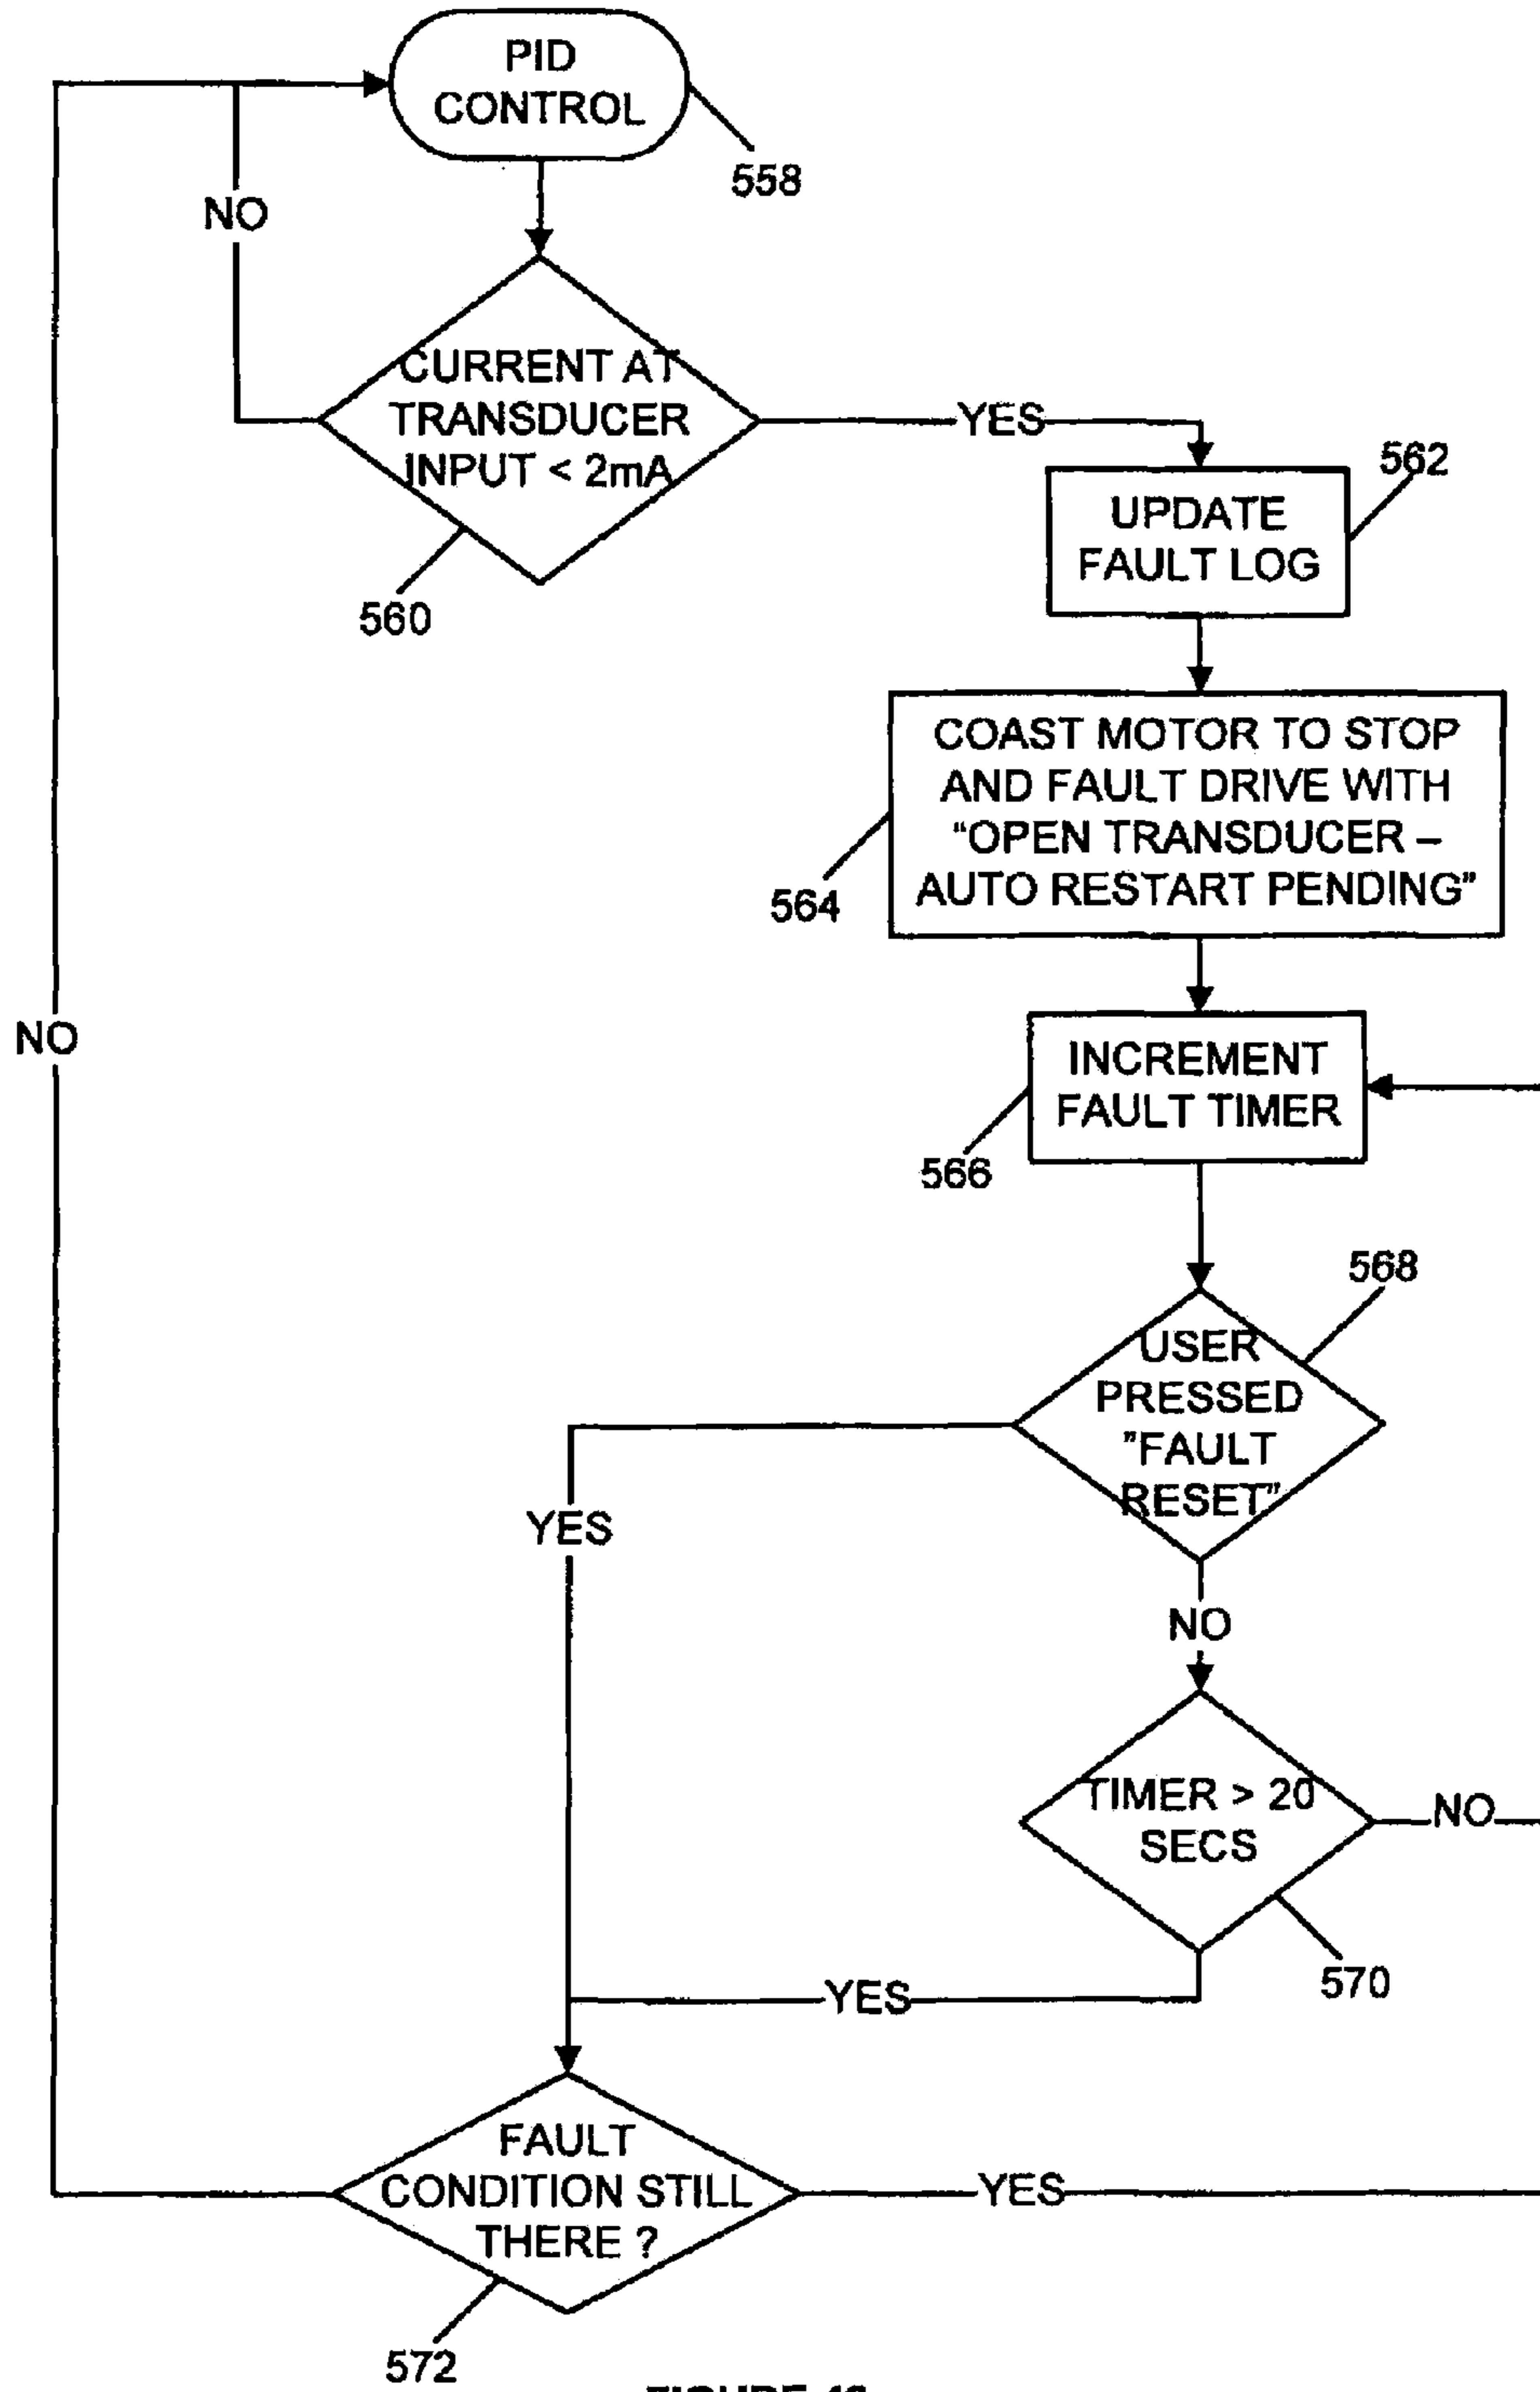 PID
CONTROL
558
NO
CURRENT AT
TRANSDUCER
INPUT < 2mA
YES
560
562
UPDATE
FAULT LOG
COAST MOTOR TO STOP
AND FAULT DRIVE WITH
“OPEN TRANSDUCER –
AUTO RESTART PENDING”
564
NO
INCREMENT
FAULT TIMER
566
568
USER
PRESSED
”FAULT
RESET”
YES
NO
TIMER > 20
SECS
NO
570
YES
FAULT
CONDITION STILL
THERE ?
YES
572